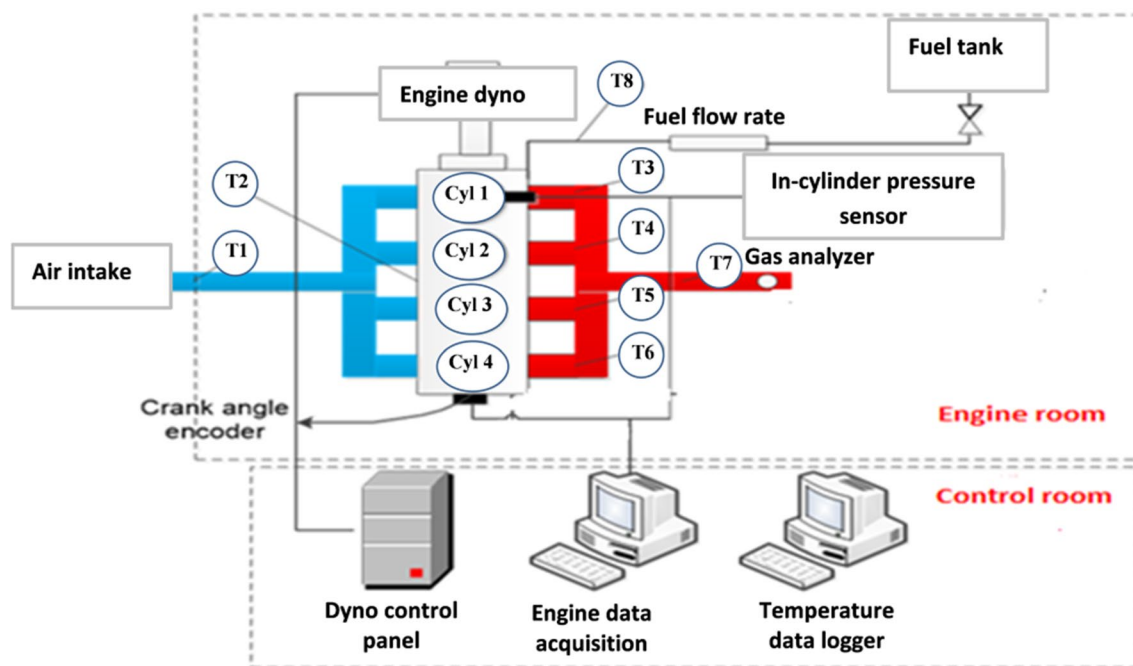 Fuel tank
Engine dyno
T8
Fuel flow rate
T2
Cyl 1
T3
In-cylinder pressure
sensor
T1
Cyl 2
T4
Gas analyzer
Air intake
T7
Cyl 3
T5
Cyl 4
T6
Crank angle
encoder
Engine room
Control room
Dyno control
panel
Engine data
acquisition
Temperature
data logger